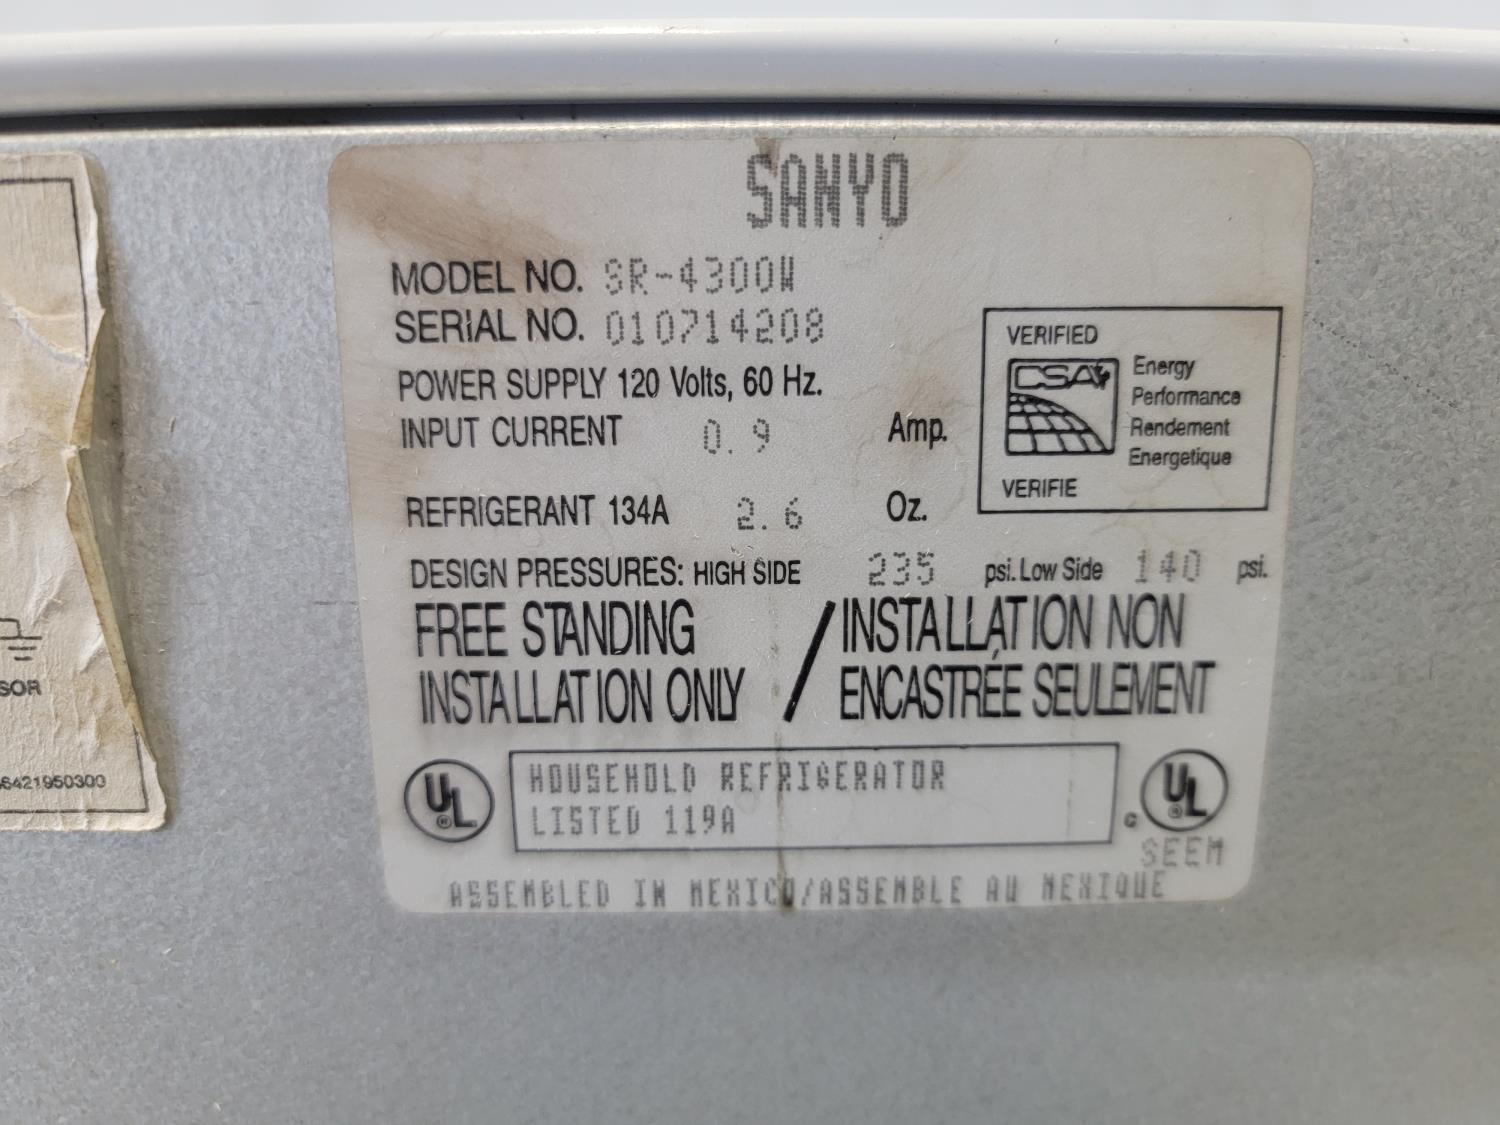 SANYO
MODEL NO. SR-4300W
SERIAL NO. 010714208
POWER SUPPLY 120 Volts, 60 Hz.
INPUT CURRENT 0.9 Amp.
REFRIGERANT 134A 2.6 Oz.
DESIGN PRESSURES: HIGH SIDE 235 psi. Low Side 140 psi.
FREE STANDING / INSTALLATION NON
INSTALLATION ONLY ENCASTRÉE SEULEMENT
VERIFIED
CSA
Energy
Performance
Rendement
Energetique
VERIFIE
UL ®
HOUSEHOLD REFRIGERATOR
LISTED 119A
c UL ®
SEEM
ASSEMBLED IN MEXICO/ASSEMBLE AU MEXIQUE
SOR
6421950300